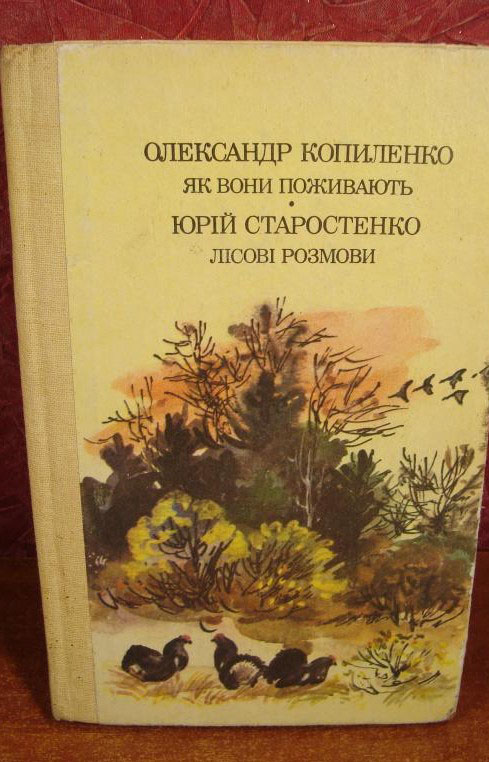 ОЛЕКСАНДР КОПИЛЕНКО
ЯК ВОНИ ПОЖИВАЮТЬ
•
ЮРІЙ СТАРОСТЕНКО
ЛІСОВІ РОЗМОВИ